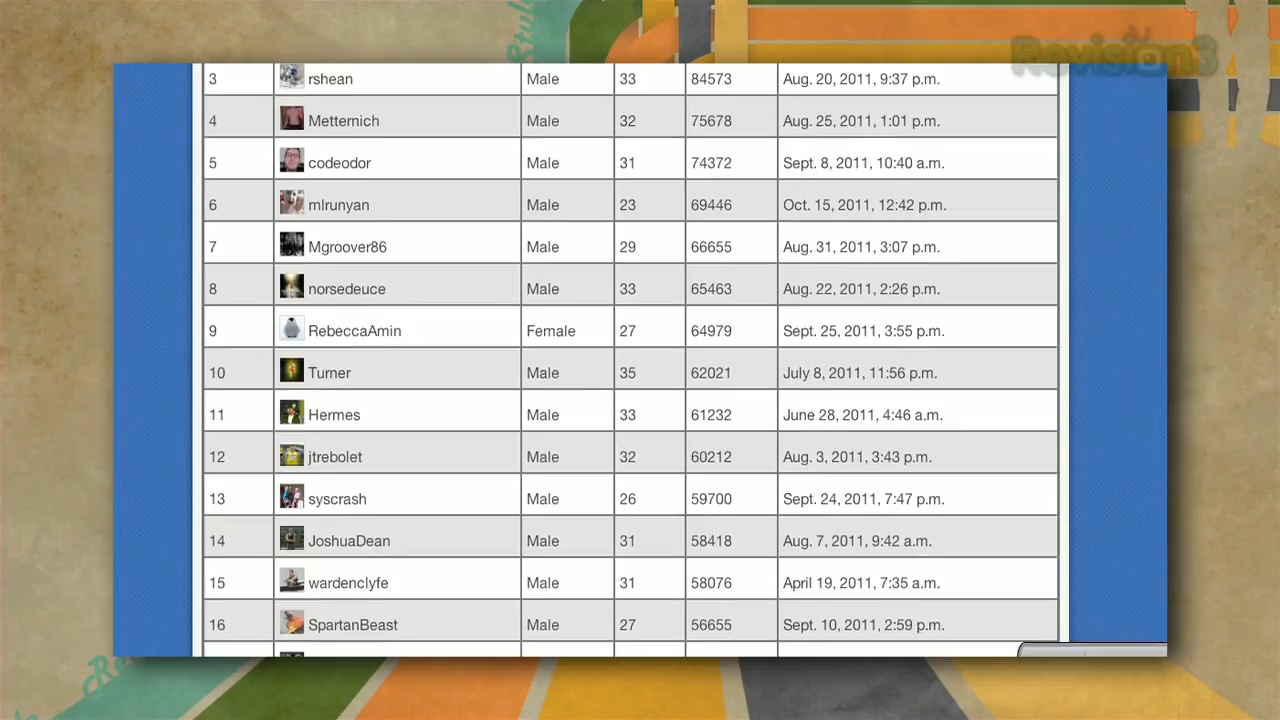 Revision3
3 rshean Male 33 84573 Aug. 20, 2011, 9:37 p.m.
4 Metternich Male 32 75678 Aug. 25, 2011, 1:01 p.m.
5 codeodor Male 31 74372 Sept. 8, 2011, 10:40 a.m.
6 mlrunyan Male 23 69446 Oct. 15, 2011, 12:42 p.m.
7 Mgroover86 Male 29 66655 Aug. 31, 2011, 3:07 p.m.
8 norsedeuce Male 33 65463 Aug. 22, 2011, 2:26 p.m.
9 RebeccaAmin Female 27 64979 Sept. 25, 2011, 3:55 p.m.
10 Turner Male 35 62021 July 8, 2011, 11:56 p.m.
11 Hermes Male 33 61232 June 28, 2011, 4:46 a.m.
12 jtrebolet Male 32 60212 Aug. 3, 2011, 3:43 p.m.
13 syscrash Male 26 59700 Sept. 24, 2011, 7:47 p.m.
14 JoshuaDean Male 31 58418 Aug. 7, 2011, 9:42 a.m.
15 wardenclyfe Male 31 58076 April 19, 2011, 7:35 a.m.
16 SpartanBeast Male 27 56655 Sept. 10, 2011, 2:59 p.m.